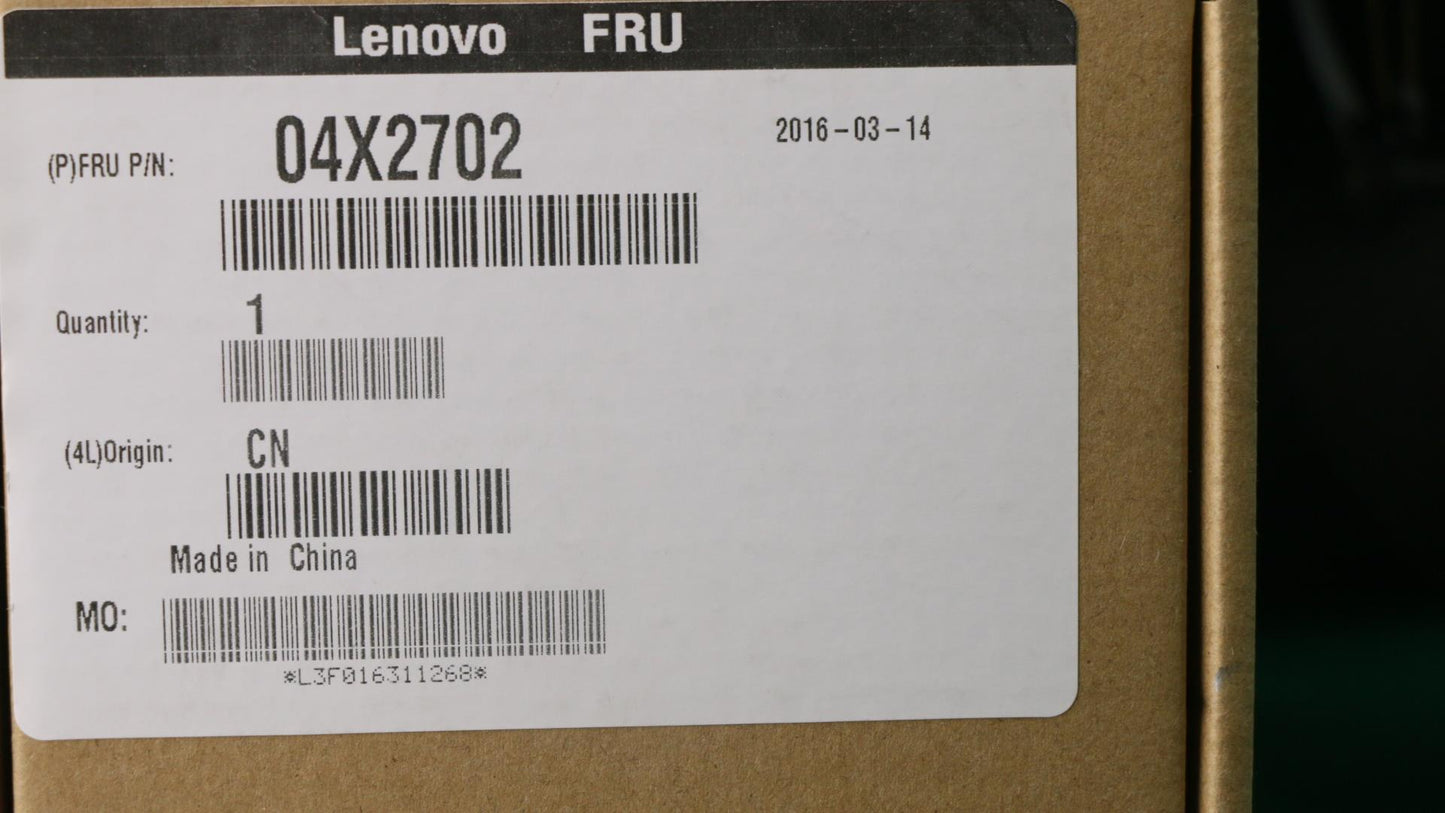 Lenovo FRU
(P)FRU P/N: 04X2702 2016-03-14
Quantity: 1
(4L)Origin: CN
Made in China
MO:
*L3F016311268*